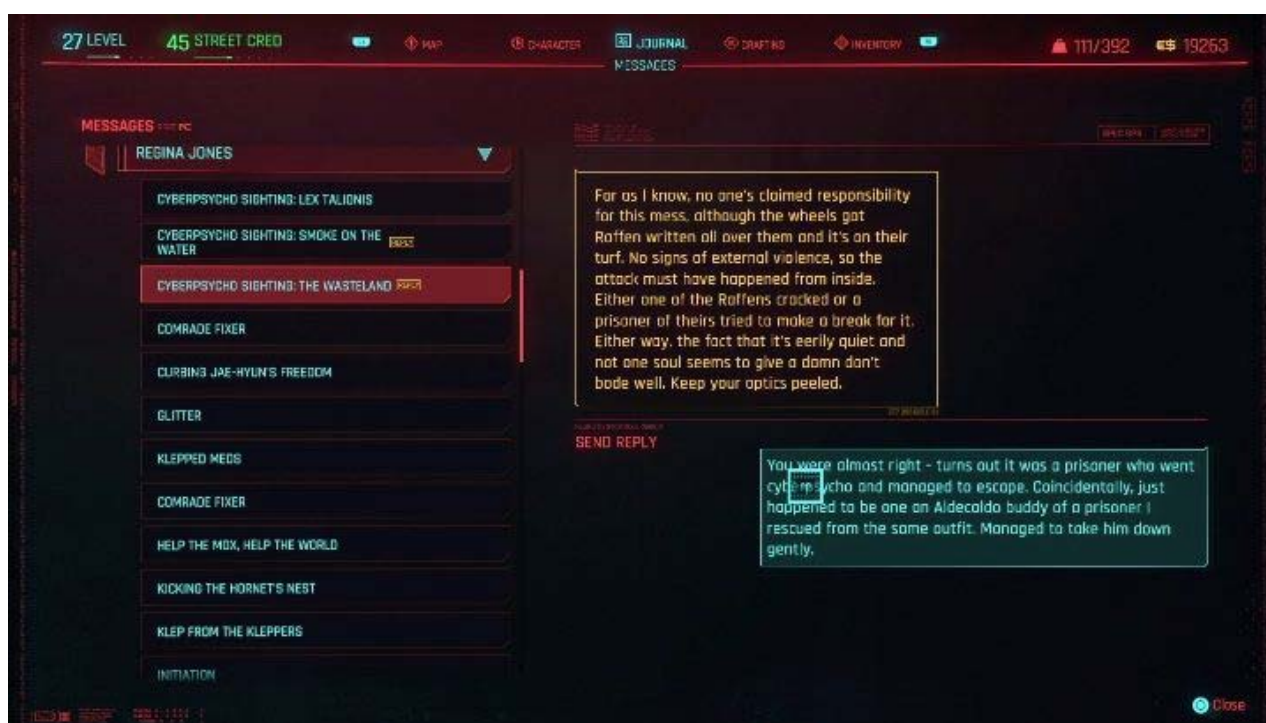 27 LEVEL
45 STREET CRED
MAP
CHARACTER
JOURNAL
CRAFTING
INVENTORY
111/392
€$ 19263
MESSAGES
MESSAGES
REGINA JONES
CYBERPSYCHO SIGHTING: LEX TALIONIS
CYBERPSYCHO SIGHTING: SMOKE ON THE
WATER
CYBERPSYCHO SIGHTING: THE WASTELAND
COMRADE FIXER
CURBING JAE-HYUN'S FREEDOM
GLITTER
KLEPPED MEDS
COMRADE FIXER
HELP THE MOX, HELP THE WORLD
KICKING THE HORNET'S NEST
KLEP FROM THE KLEPPERS
INITIATION
Far as I know, no one's claimed responsibility
for this mess, although the wheels got
Raffen written all over them and it's on their
turf. No signs of external violence, so the
attack must have happened from inside.
Either one of the Raffens cracked or a
prisoner of theirs tried to make a break for it.
Either way, the fact that it's eerily quiet and
not one soul seems to give a damn don't
bode well. Keep your optics peeled.
SEND REPLY
You were almost right - turns out it was a prisoner who went
cyberpsycho and managed to escape. Coincidentally, just
happened to be one an Aldecaldo buddy of a prisoner I
rescued from the same outfit. Managed to take him down
gently.
Close